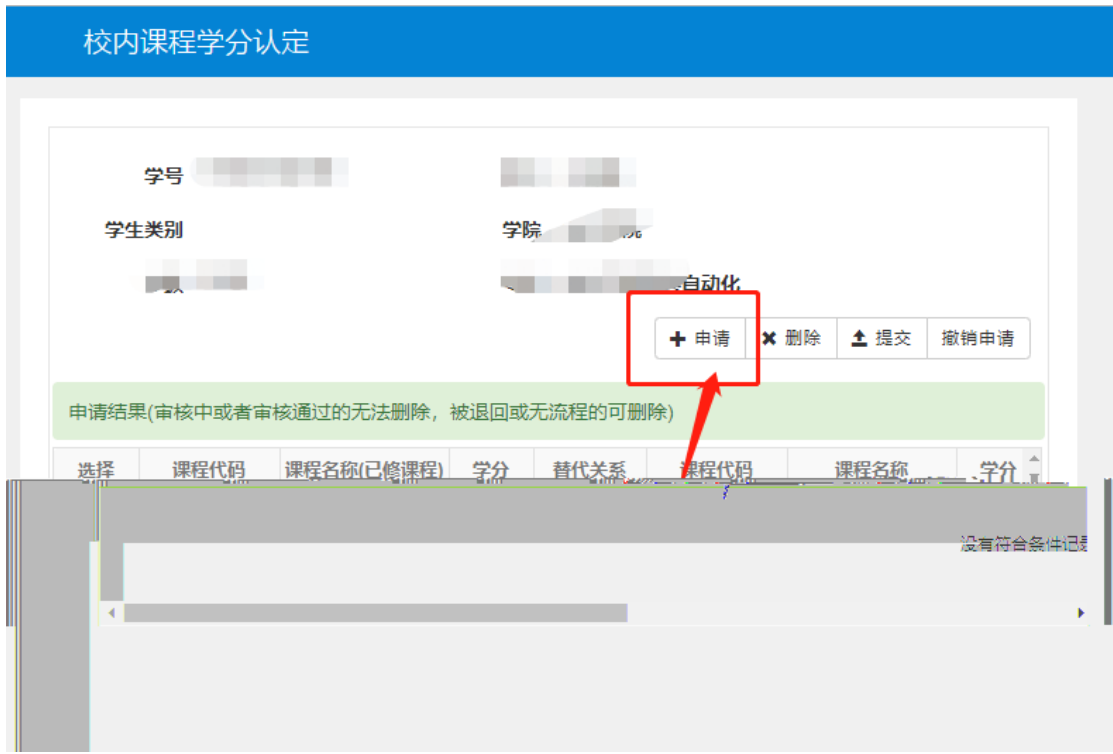 校内课程学分认定
学号
学生类别 学院
自动化
申请 删除 提交 撤销申请
申请结果(审核中或者审核通过的无法删除，被退回或无流程的可删除)
选择 课程代码 课程名称(已修课程) 学分 替代关系 课程代码 课程名称 学分
没有符合条件记录